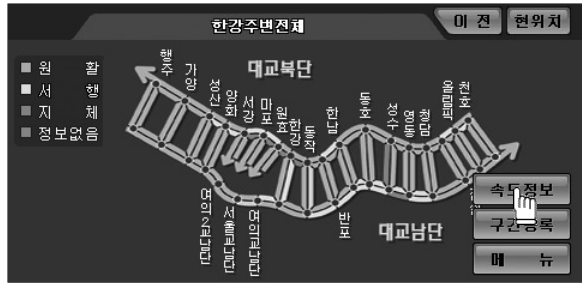 한강주변전체
이 전
현위치
원 활
서 행
지 체
정보없음
대교북단
행주
가양
성산
양화
서강
마포
원효
한강
동작
한남
동호
성수
영동
청담
올림픽
천호
여의2교남단
서울교남단
여의교남단
반포
대교남단
속도정보
구간등록
메 뉴